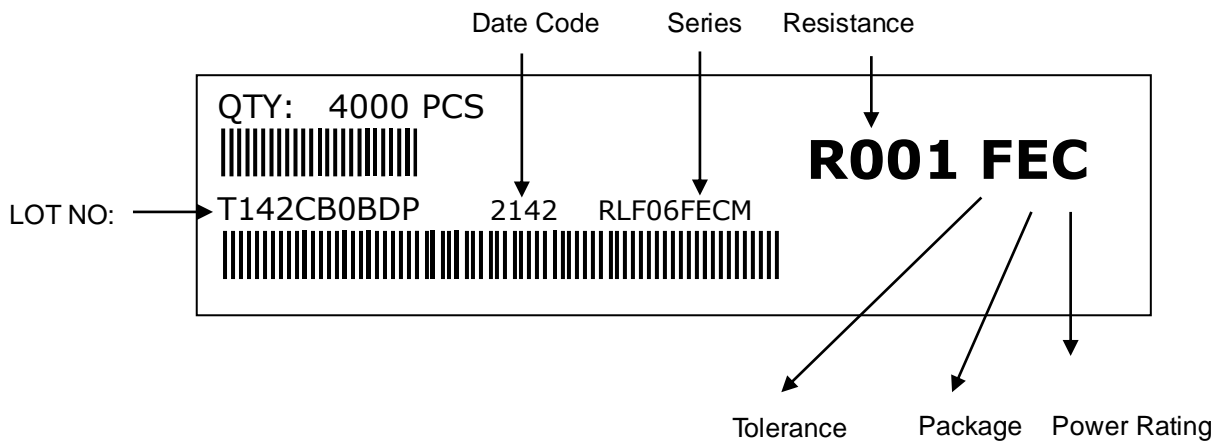 Date Code Series Resistance
QTY: 4000 PCS
R001 FEC
LOT NO: T142CB0BDP 2142 RLF06FECM
Tolerance Package Power Rating